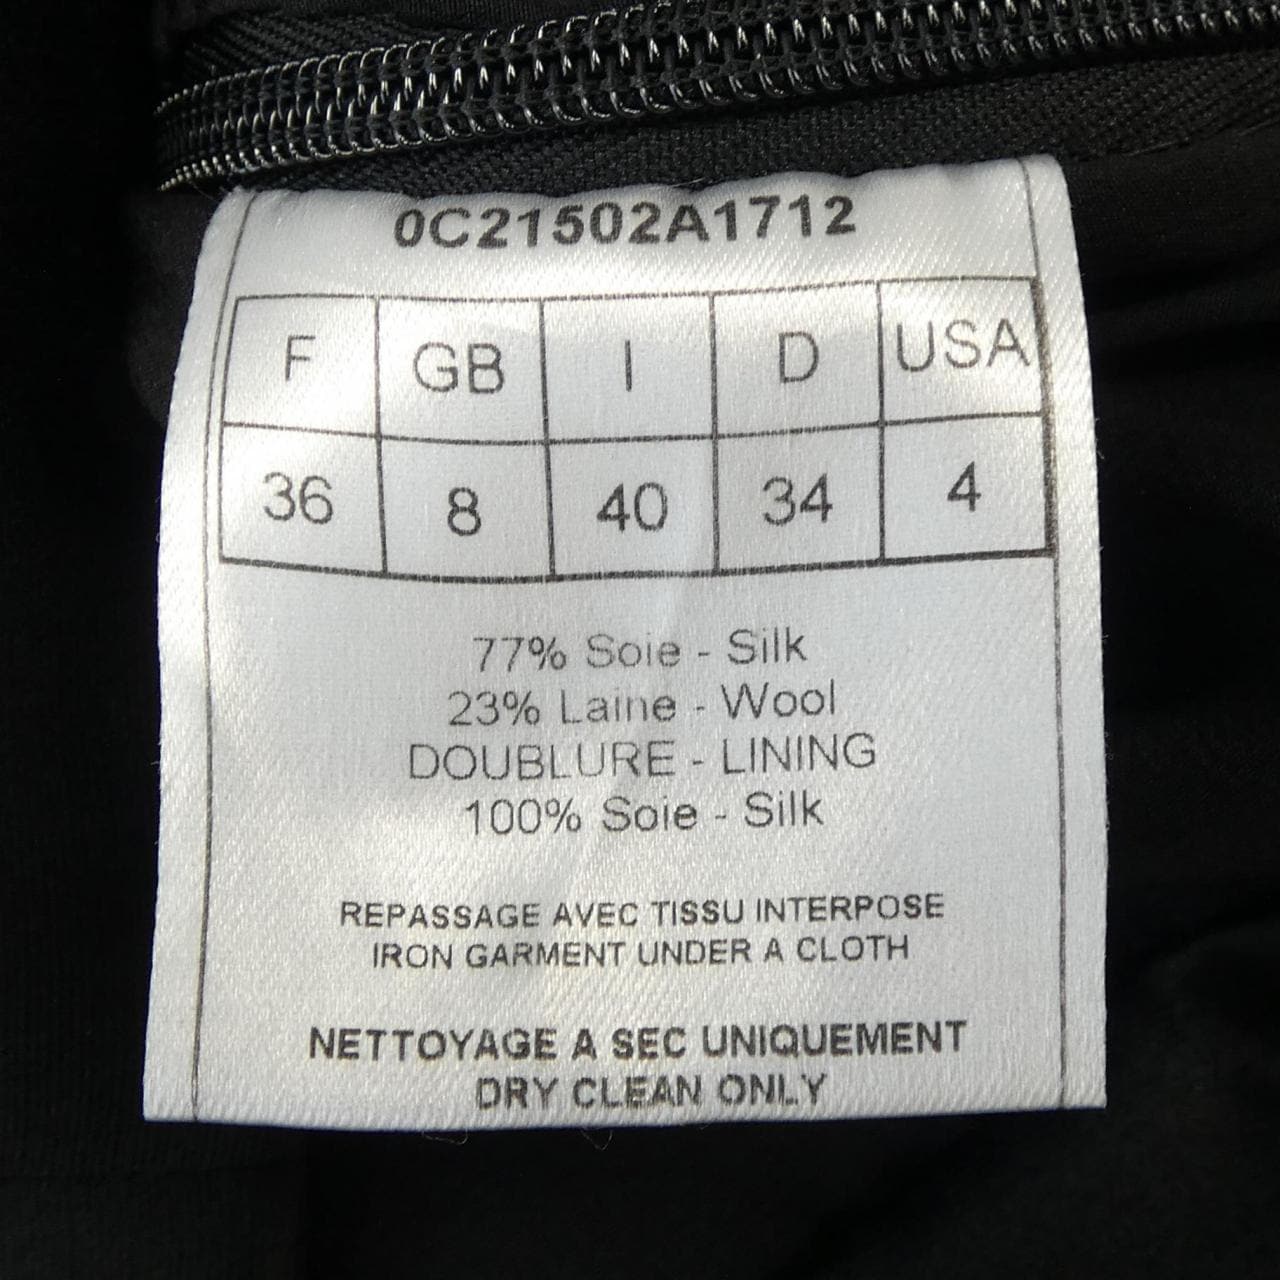 0C21502A1712
F GB I D USA
36 8 40 34 4
77% Soie - Silk
23% Laine - Wool
DOUBLURE - LINING
100% Soie - Silk
REPASSAGE AVEC TISSU INTERPOSE
IRON GARMENT UNDER A CLOTH
NETTOYAGE A SEC UNIQUEMENT
DRY CLEAN ONLY